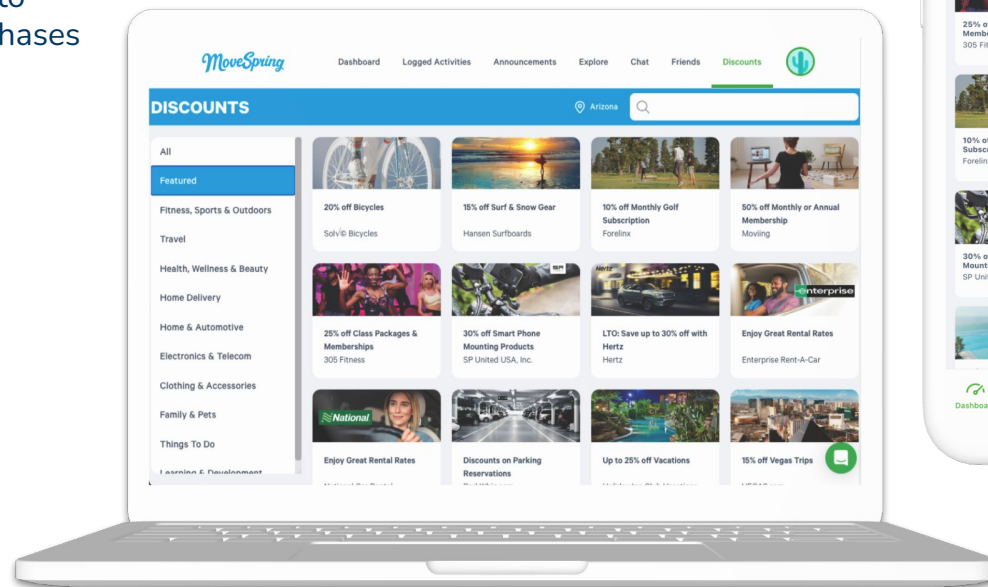 to
hases
MoveSpring
Dashboard Logged Activities Announcements Explore Chat Friends Discounts
DISCOUNTS
Arizona
All
Featured
Fitness, Sports & Outdoors
Travel
Health, Wellness & Beauty
Home Delivery
Home & Automotive
Electronics & Telecom
Clothing & Accessories
Family & Pets
Things To Do
Learning & Development
20% off Bicycles
Solv√© Bicycles
15% off Surf & Snow Gear
Hansen Surfboards
10% off Monthly Golf
Subscription
Forelinx
50% off Monthly or Annual
Membership
Moviing
25% off Class Packages &
Memberships
305 Fitness
SP
30% off Smart Phone
Mounting Products
SP United USA, Inc.
Hertz
LTO: Save up to 30% off with
Hertz
Hertz
enterprise
Enjoy Great Rental Rates
Enterprise Rent-A-Car
National
Enjoy Great Rental Rates
Discounts on Parking
Reservations
Up to 25% off Vacations
15% off Vegas Trips
25% o
Membe
305 Fit
10% of
Subscr
Forelin
30% o
Mount
SP Uni
Dashboa